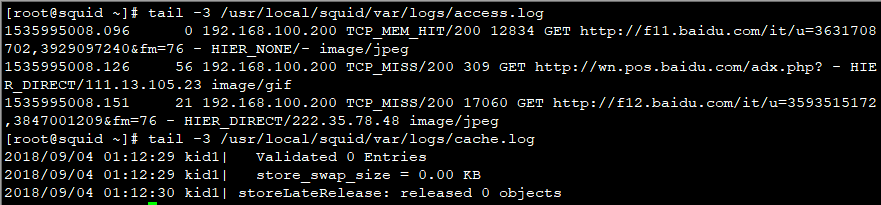 [root@squid ~]# tail -3 /usr/local/squid/var/logs/access.log
1535995008.096      0 192.168.100.200 TCP_MEM_HIT/200 12834 GET http://f11.baidu.com/it/u=3631708
702,3929097240&fm=76 - HIER_NONE/- image/jpeg
1535995008.126     56 192.168.100.200 TCP_MISS/200 309 GET http://wn.pos.baidu.com/adx.php? - HIE
R_DIRECT/111.13.105.23 image/gif
1535995008.151     21 192.168.100.200 TCP_MISS/200 17060 GET http://f12.baidu.com/it/u=3593515172
,3847001209&fm=76 - HIER_DIRECT/222.35.78.48 image/jpeg
[root@squid ~]# tail -3 /usr/local/squid/var/logs/cache.log
2018/09/04 01:12:29 kid1|   Validated 0 Entries
2018/09/04 01:12:29 kid1|   store_swap_size = 0.00 KB
2018/09/04 01:12:30 kid1| storeLateRelease: released 0 objects